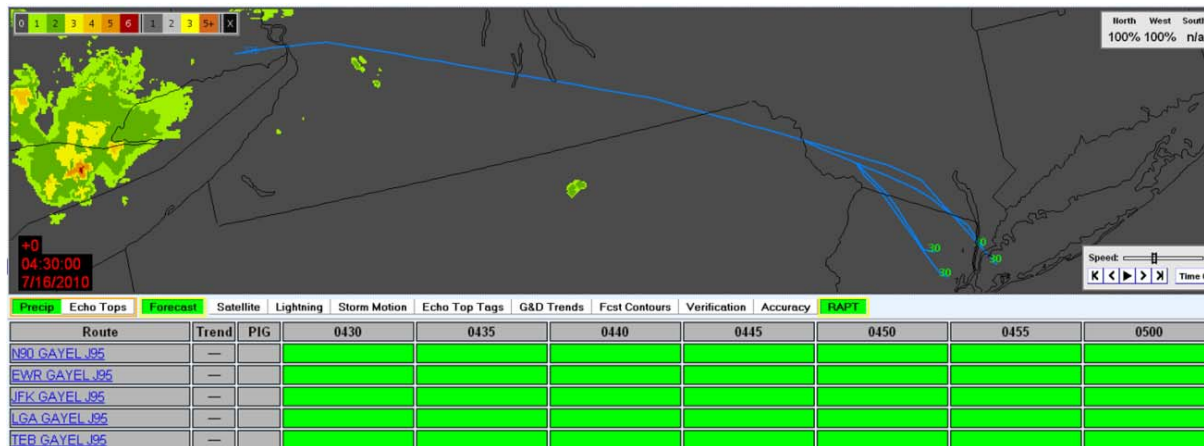 0 1 2 3 4 5 6 1 2 3 5+ X
North West South
100% 100% n/a
30
0
30
30
+0
04:30:00
7/16/2010
Speed:
Time
Precip Echo Tops Forecast Satellite Lightning Storm Motion Echo Top Tags G&D Trends Fcst Contours Verification Accuracy RAPT
Route Trend PIG 0430 0435 0440 0445 0450 0455 0500
N90 GAYEL J95 —
EWR GAYEL J95 —
JFK GAYEL J95 —
LGA GAYEL J95 —
TEB GAYEL J95 —